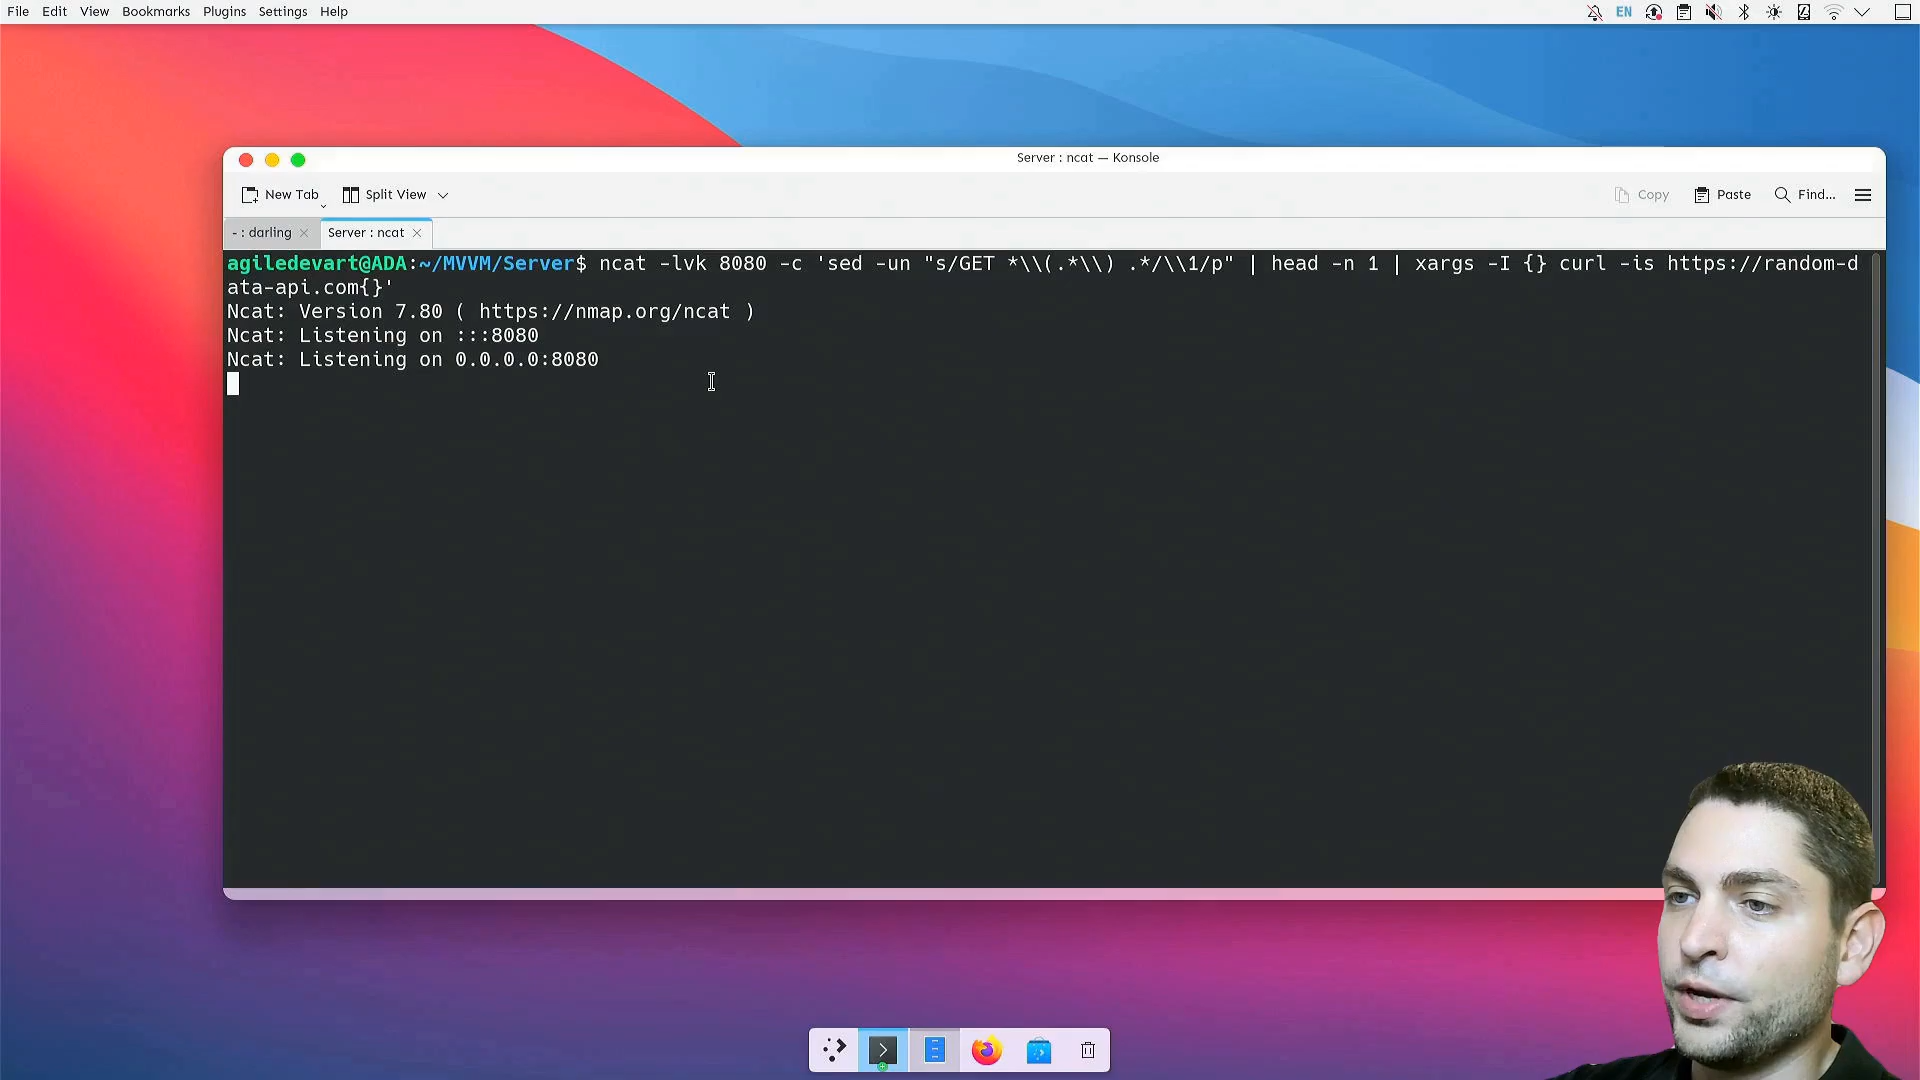 File Edit View Bookmarks Plugins Settings Help
EN
Server : ncat — Konsole
New Tab Split View Copy Paste Find...
- : darling Server : ncat
agiledevart@ADA:~/MVVM/Server$ ncat -lvk 8080 -c 'sed -un "s/GET *\\(.*\\) .*/\\1/p" | head -n 1 | xargs -I {} curl -is https://random-d
ata-api.com{}'
Ncat: Version 7.80 ( https://nmap.org/ncat )
Ncat: Listening on :::8080
Ncat: Listening on 0.0.0.0:8080